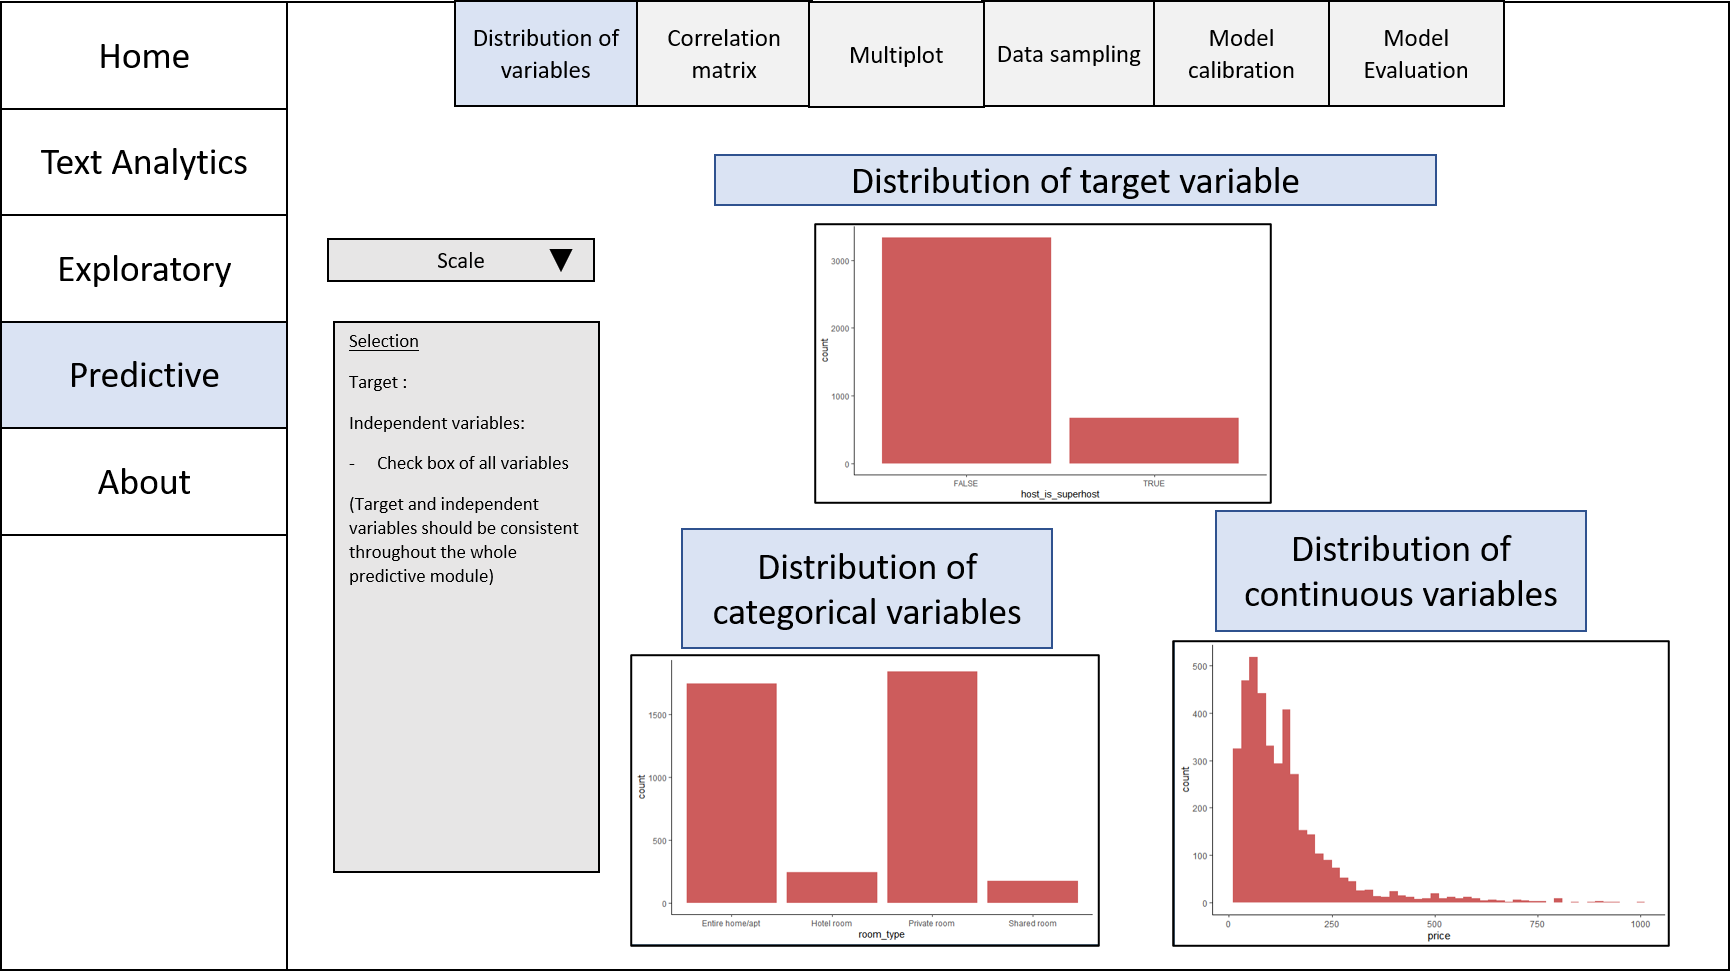 Home
Text Analytics
Exploratory
Predictive
About
Distribution of
variables
Correlation
matrix
Multiplot
Data sampling
Model
calibration
Model
Evaluation
Scale
Selection
Target :
Independent variables:
- Check box of all variables
(Target and independent
variables should be consistent
throughout the whole
predictive module)
Distribution of target variable
count
3000
2000
1000
0
FALSE
TRUE
host_is_superhost
Distribution of
categorical variables
count
1500
1000
500
0
Entire home/apt
Hotel room
Private room
Shared room
room_type
Distribution of
continuous variables
count
500
400
300
200
100
0
0
250
500
750
1000
price